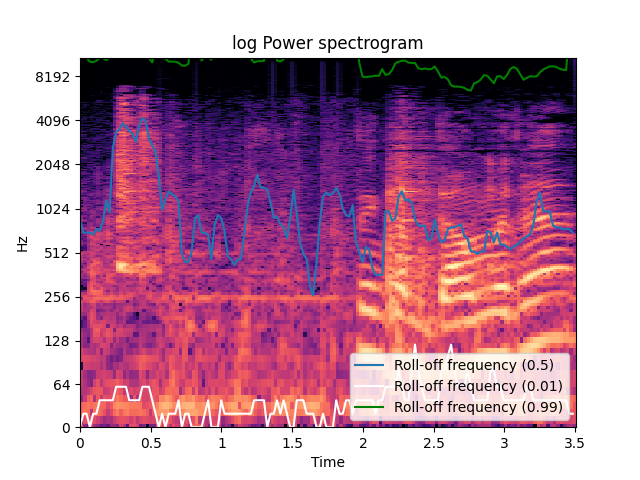 log Power spectrogram
8192
4096
2048
1024
512
256
128
64
0
Hz
0
0.5
1
1.5
2
2.5
3
3.5
Time
Roll-off frequency (0.5)
Roll-off frequency (0.01)
Roll-off frequency (0.99)